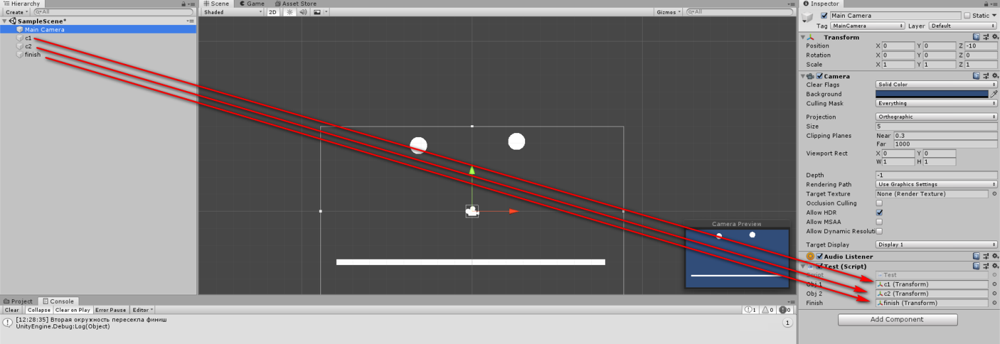 Hierarchy
Create
All
SampleScene*
Main Camera
c1
c2
finish
Scene
Game
Asset Store
Shaded
2D
Gizmos
All
Camera Preview
Project
Console
Clear
Collapse
Clear on Play
Error Pause
Editor
1
0
0
[12:28:35] Вторая окружность пересекла финиш
UnityEngine.Debug:Log(Object)
1
Inspector
Main Camera
Static
Tag MainCamera Layer Default
Transform
Position X 0 Y 0 Z -10
Rotation X 0 Y 0 Z 0
Scale X 1 Y 1 Z 1
Camera
Clear Flags Solid Color
Background
Culling Mask Everything
Projection Orthographic
Size 5
Clipping Planes Near 0.3
Far 1000
Viewport Rect X 0 Y 0
W 1 H 1
Depth -1
Rendering Path Use Graphics Settings
Target Texture None (Render Texture)
Occlusion Culling
Allow HDR
Allow MSAA
Allow Dynamic Resoluti
Target Display Display 1
Audio Listener
Test (Script)
Script Test
Obj 1 c1 (Transform)
Obj 2 c2 (Transform)
Finish finish (Transform)
Add Component